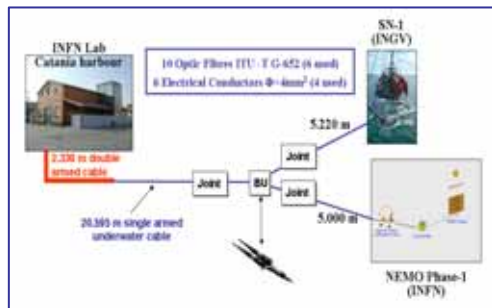 INFN Lab
Catania harbour
10 Optic Fibres ITU - T G-652 (6 used)
6 Electrical Conductors Φ=4mm² (4 used)
SN-1
(INGV)
2.330 m double
armed cable
5.220 m
Joint
Joint
BU
Joint
5.000 m
single armed
underwater cable
NEMO Phase-1
(INFN)